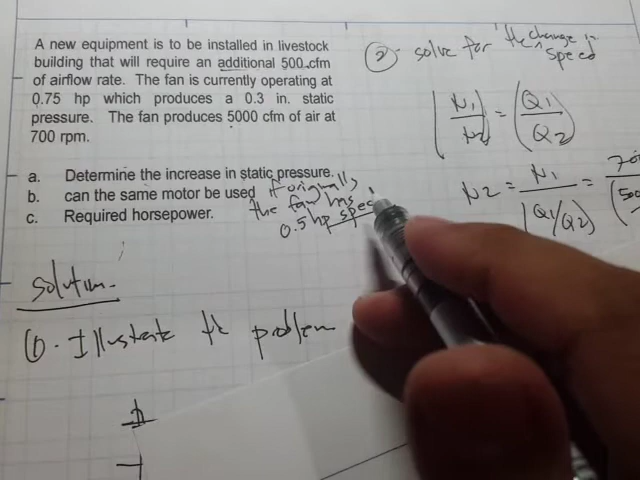 A new equipment is to be installed in livestock
building that will require an additional 500 cfm
of airflow rate. The fan is currently operating at
0.75 hp which produces a 0.3 in. static
pressure. The fan produces 5000 cfm of air at
700 rpm.
a. Determine the increase in static pressure.
b. can the same motor be used if originally
the fan has
0.5 hp spec
c. Required horsepower.
Solution.
①. Illustrate the problem
②. solve for the change in
speed
(N1/N2) = (Q1/Q2)
N2 = N1/(Q1/Q2) = 700/(500